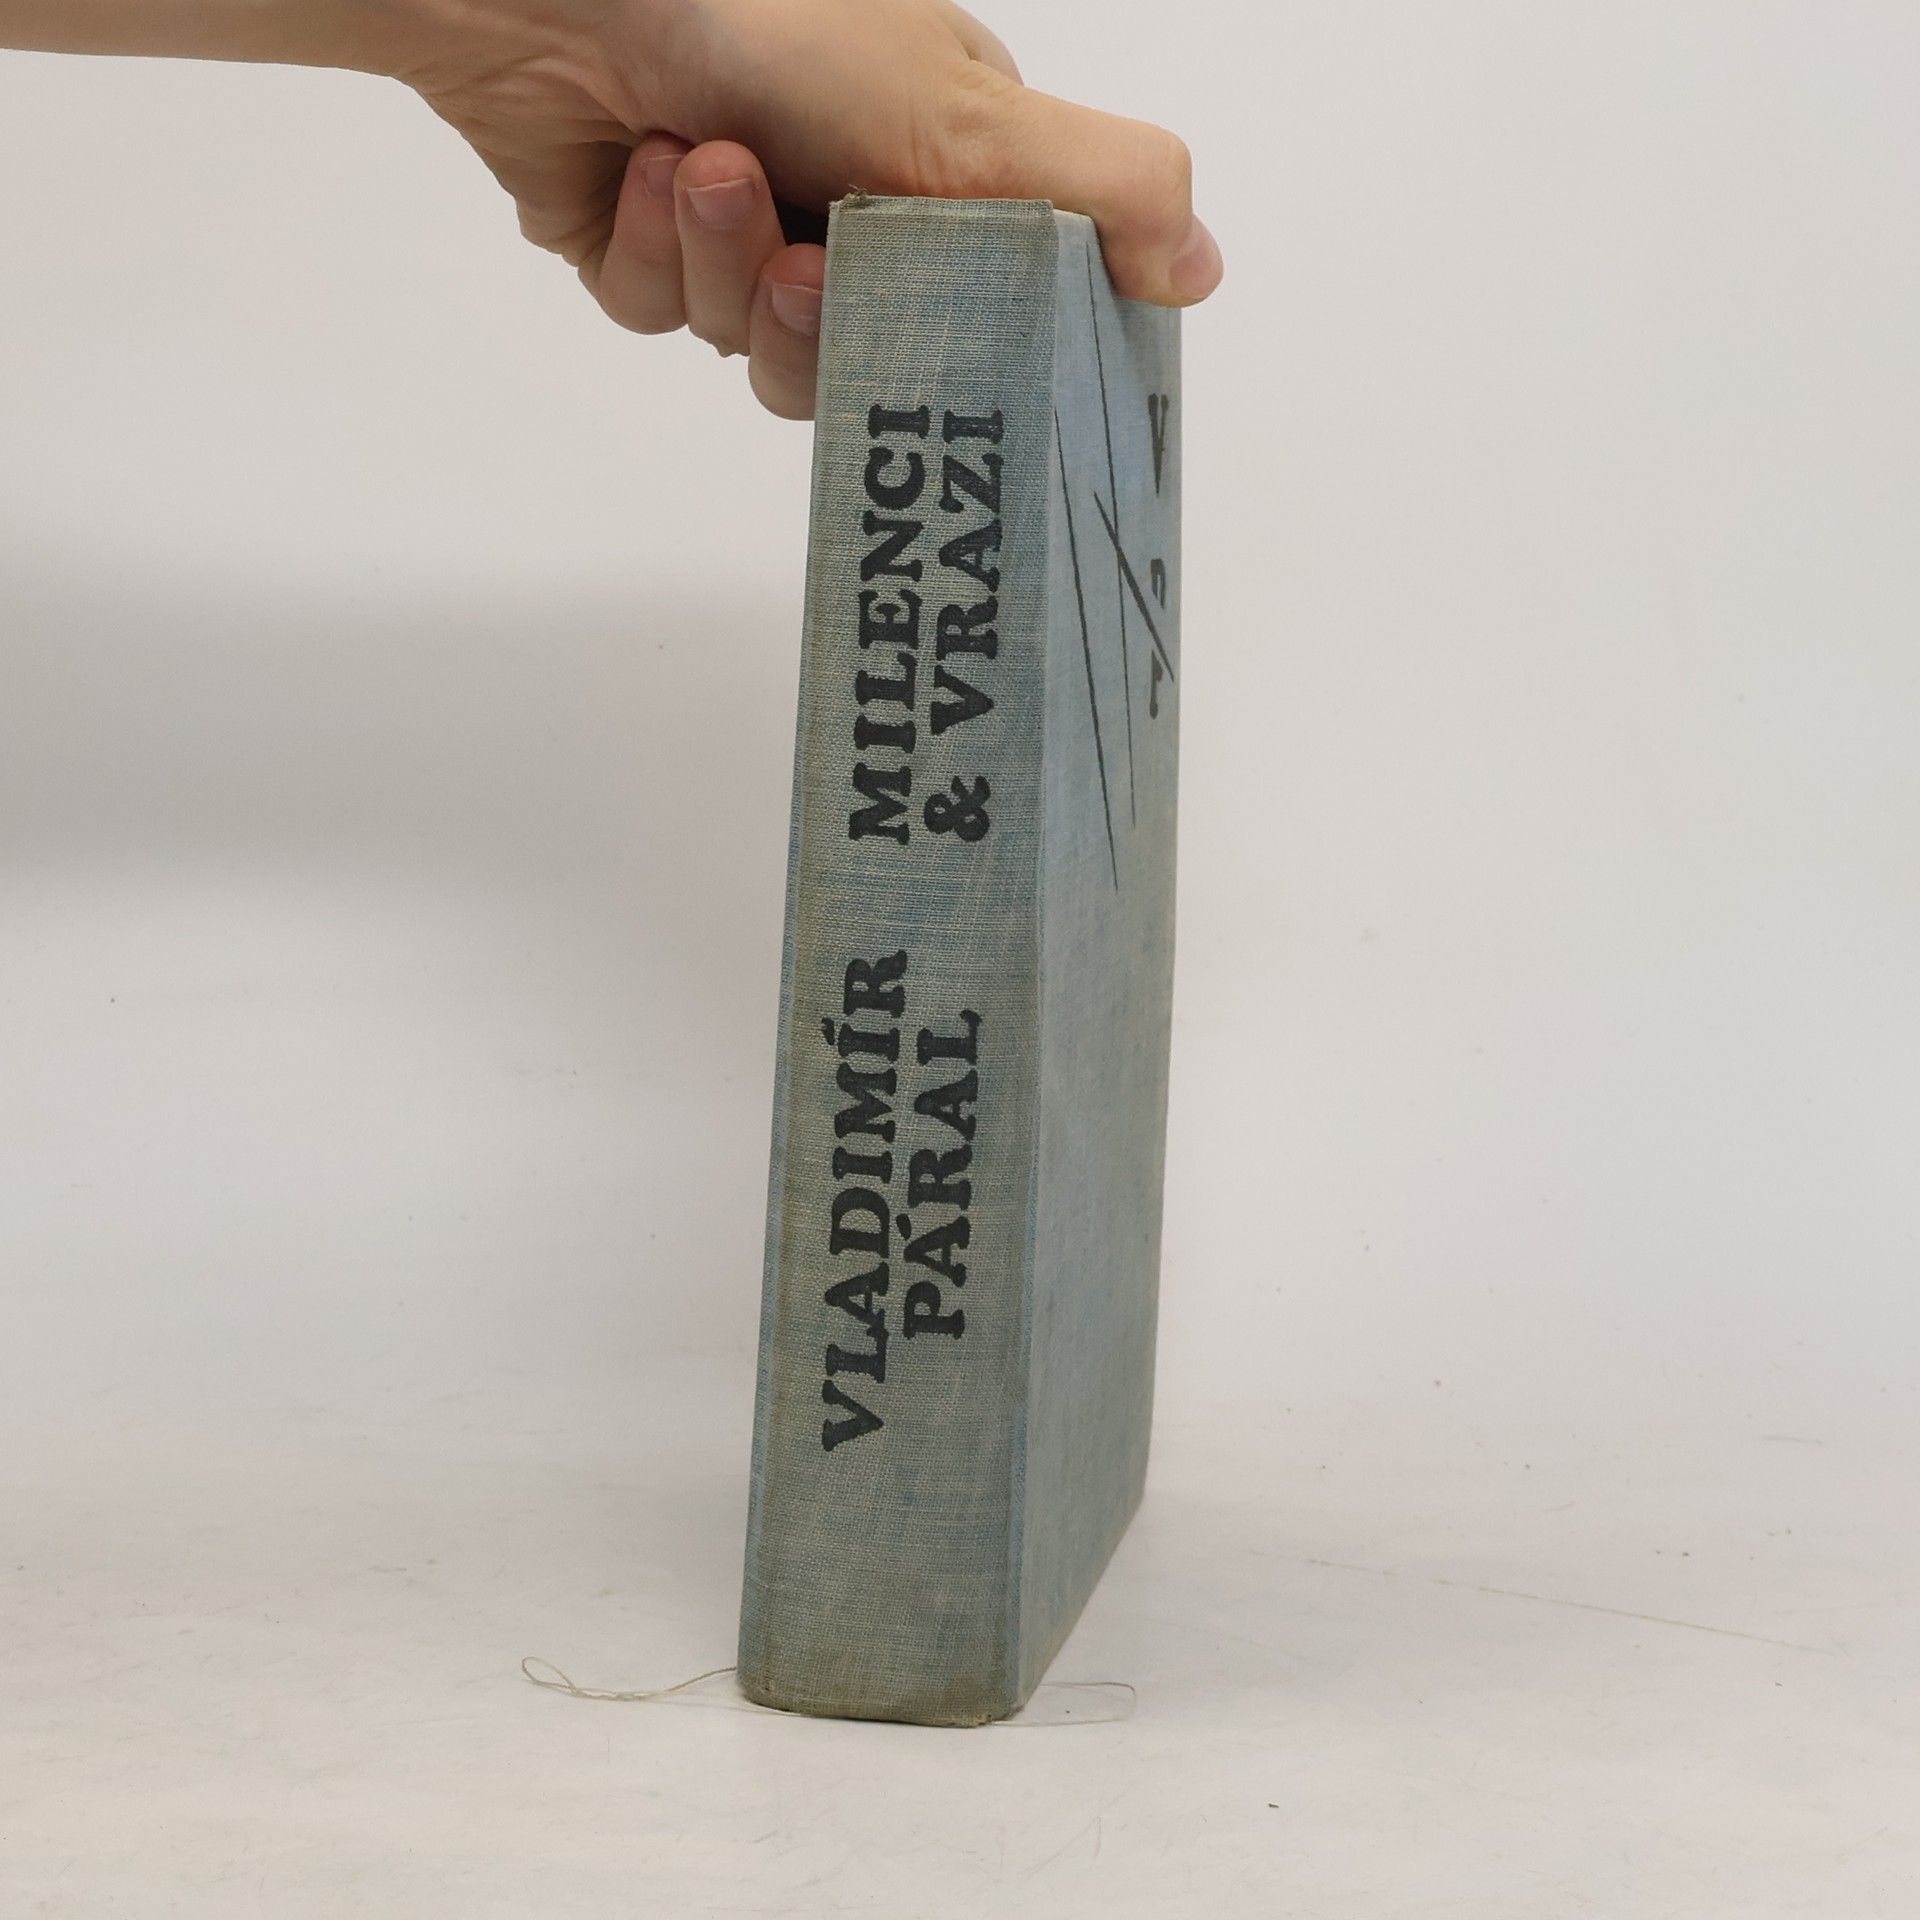 VLADIMÍR
PÁRAL
MILENCI
& VRAZI